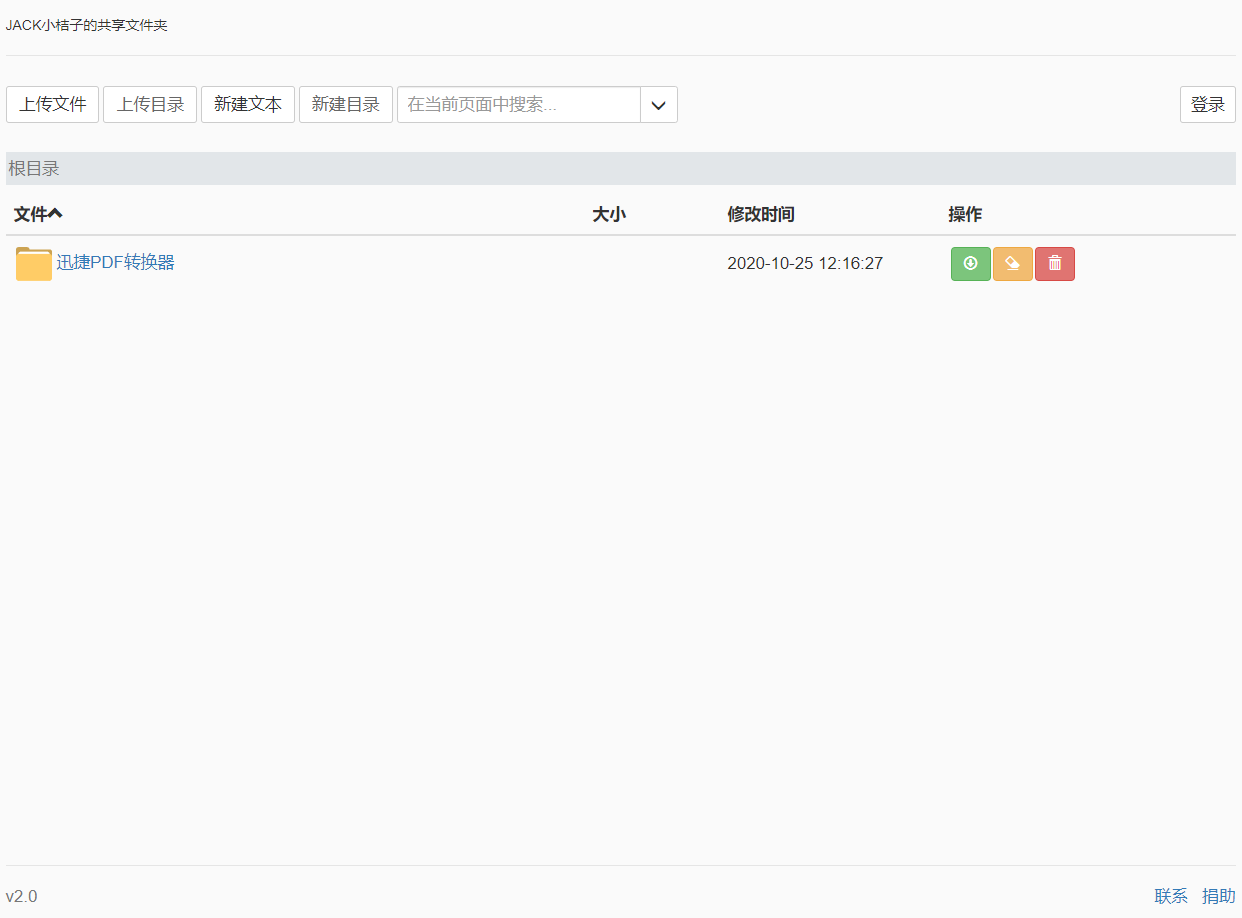 JACK小桔子的共享文件夹
上传文件 上传目录 新建文本 新建目录 在当前页面中搜索... 登录
根目录
文件 大小 修改时间 操作
迅捷PDF转换器 2020-10-25 12:16:27
v2.0 联系 捐助